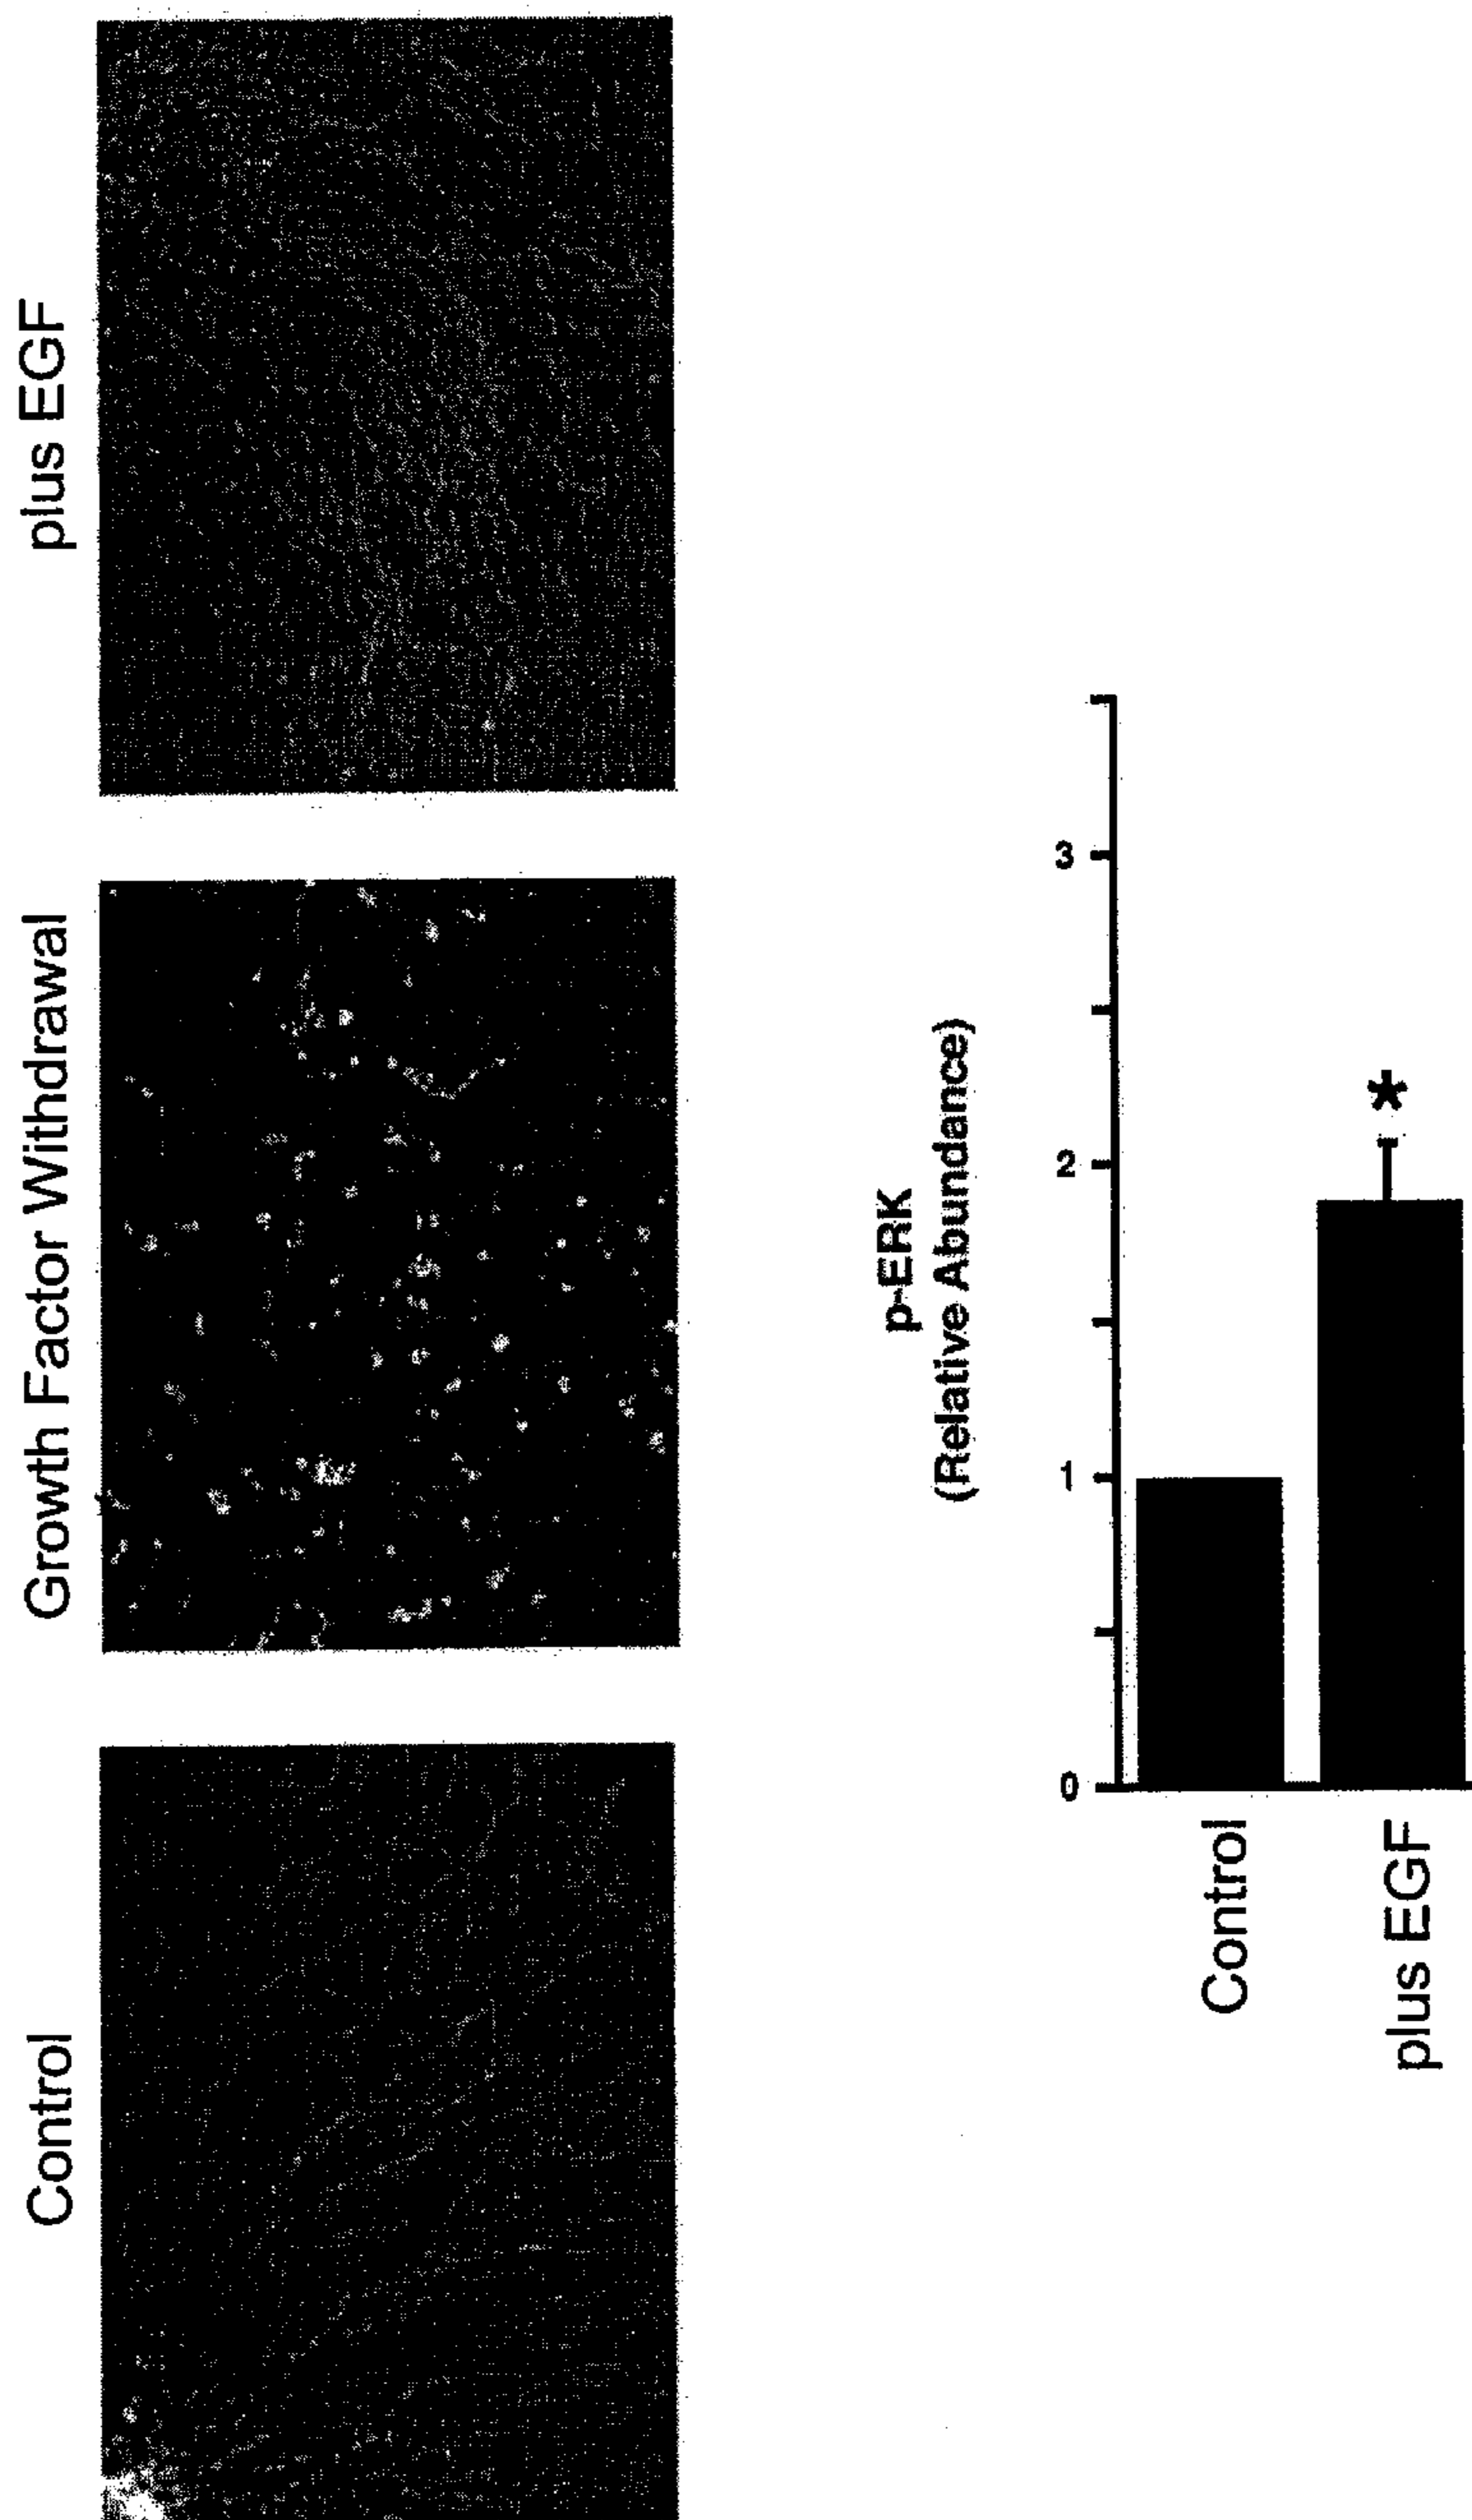 Control
Growth Factor Withdrawal
plus EGF
p-ERK
(Relative Abundance)
3
2
1
0
*
Control
plus EGF